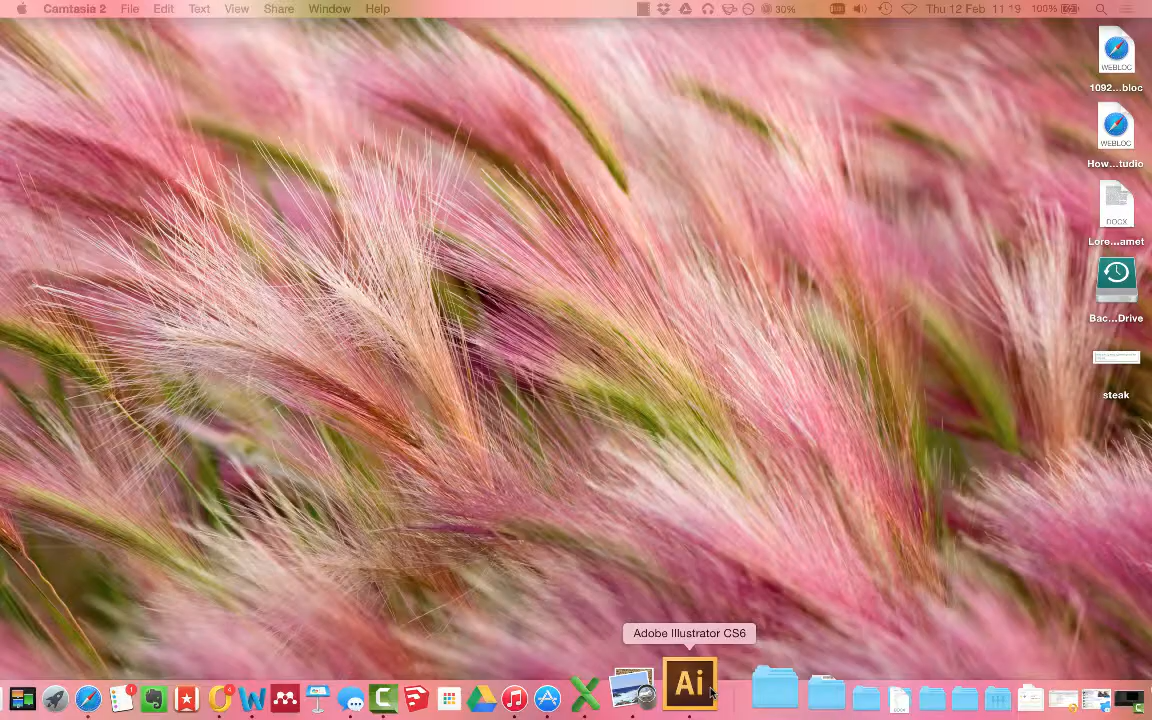 Camtasia 2 File Edit Text View Share Window Help 30% Thu 12 Feb 11 19 100%
WEBLOC
1092...bloc
WEBLOC
How...tudio
DOCX
Lore...amet
Bac...Drive
steak
Adobe Illustrator CS6
Ai